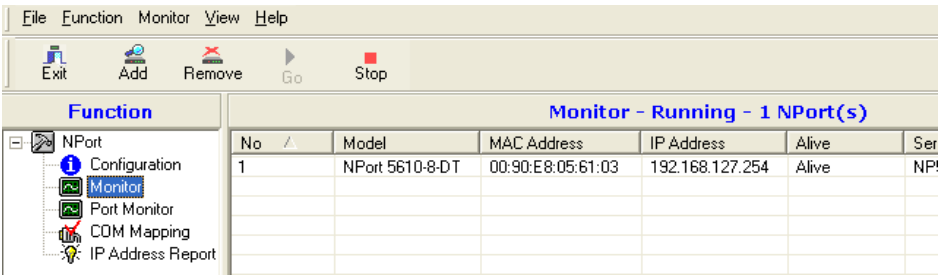 File Function Monitor View Help
Exit Add Remove Go Stop
Function
Monitor - Running - 1 NPort(s)
NPort
Configuration
Monitor
Port Monitor
COM Mapping
IP Address Report
No Model MAC Address IP Address Alive Ser
1 NPort 5610-8-DT 00:90:E8:05:61:03 192.168.127.254 Alive